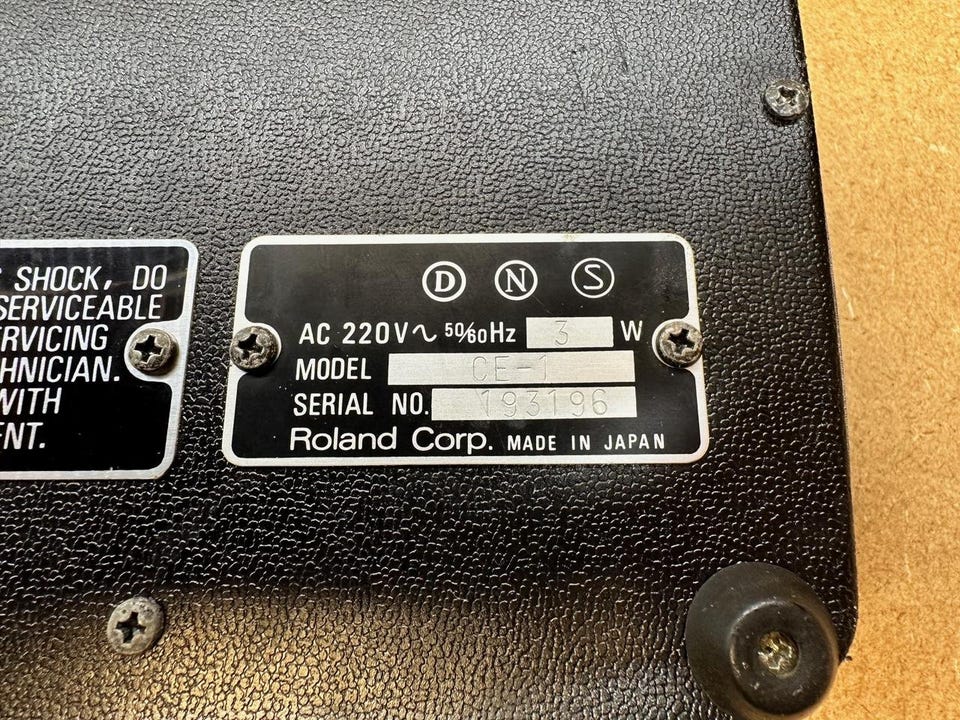 S SHOCK, DO
SERVICEABLE
RVICING
HNICIAN.
WITH
ENT.
D N S
AC 220V~ 50/60Hz 3 W
MODEL CE-1
SERIAL NO. 193196
Roland Corp. MADE IN JAPAN